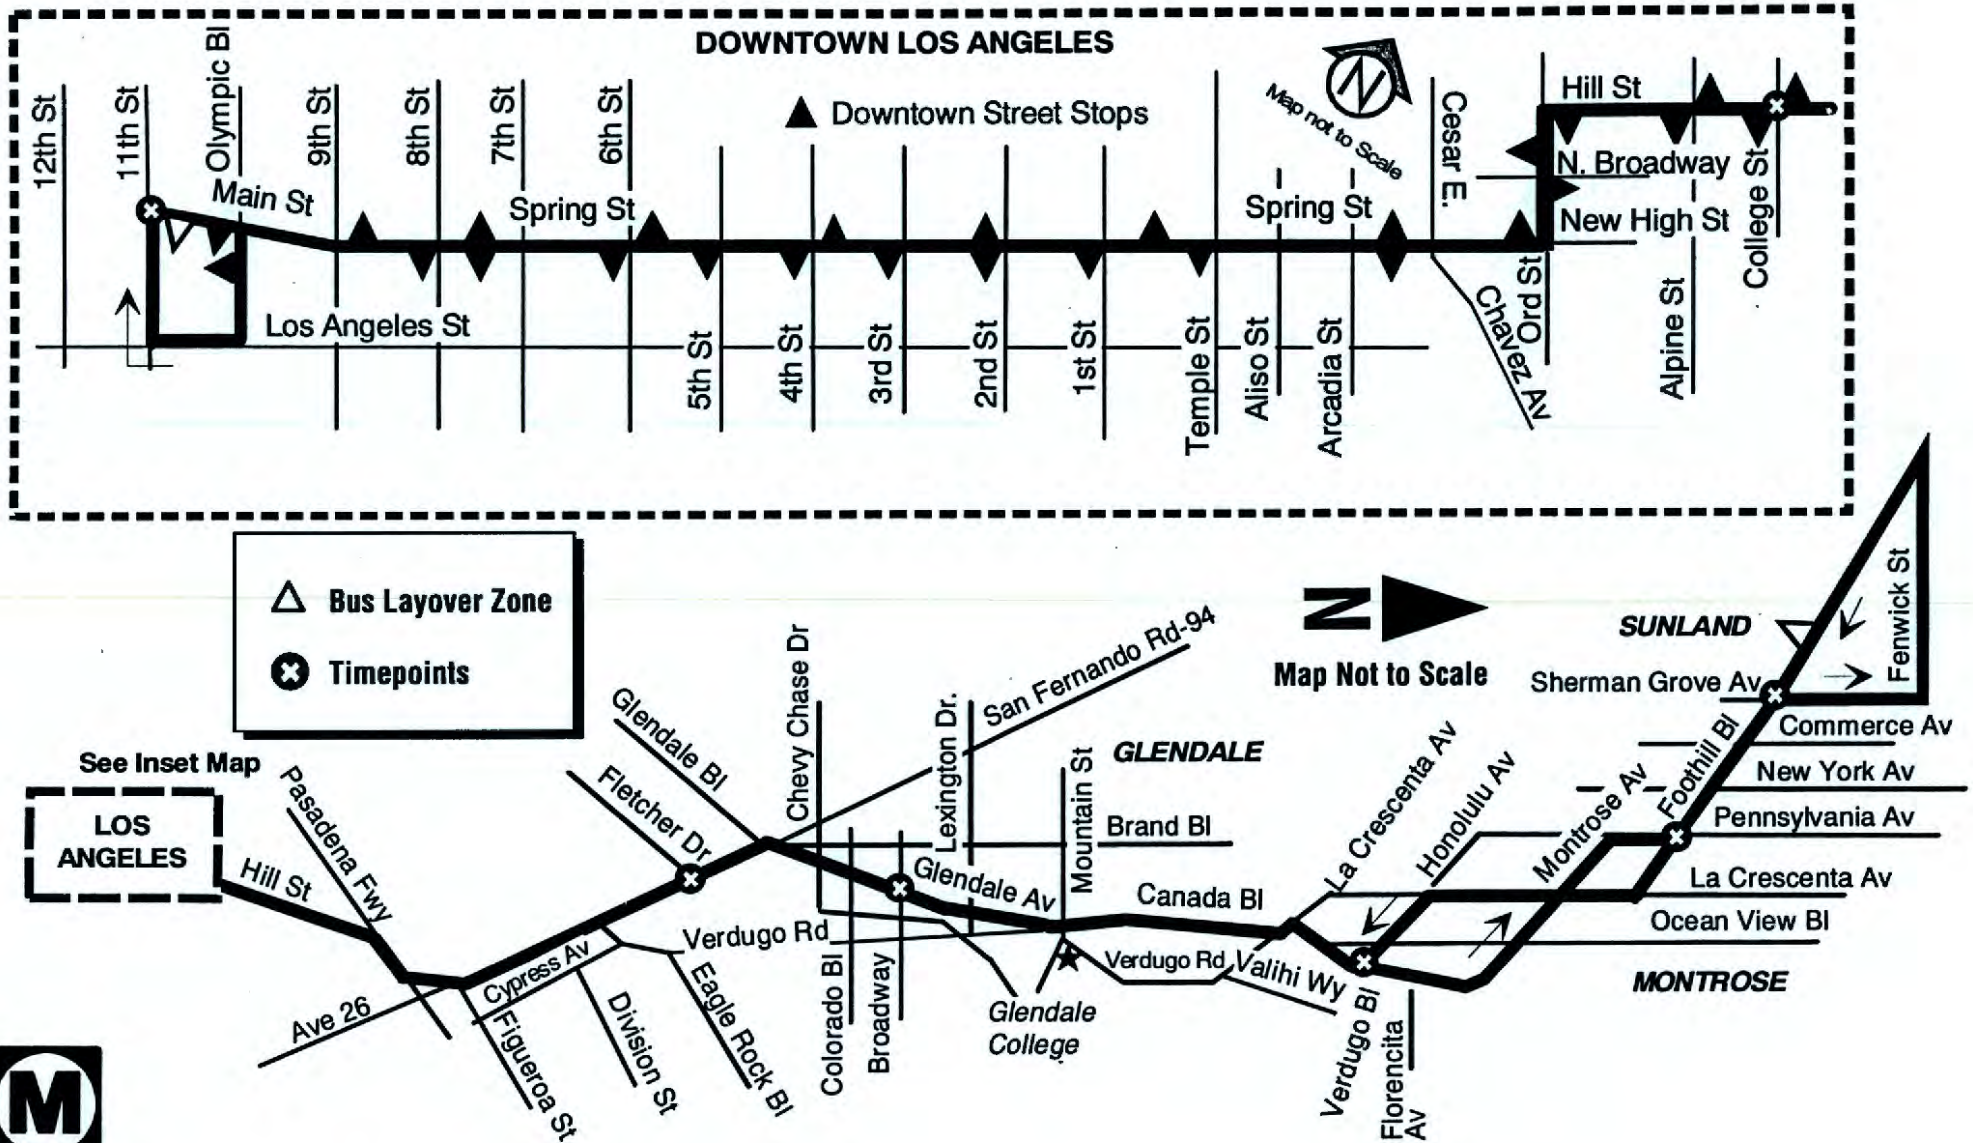 DOWNTOWN LOS ANGELES
12th St
11th St
Olympic Bl
9th St
8th St
7th St
6th St
Downtown Street Stops
N
Map not to Scale
Cesar E.
Chavez Av
Hill St
N. Broadway
New High St
Main St
Spring St
Spring St
Los Angeles St
5th St
4th St
3rd St
2nd St
1st St
Temple St
Aliso St
Arcadia St
Ord St
Alpine St
College St
Bus Layover Zone
Timepoints
See Inset Map
LOS
ANGELES
Hill St
Pasadena Fwy
Ave 26
Figueroa St
Cypress Av
Division St
Eagle Rock Bl
Verdugo Rd
Fletcher Dr
Glendale Bl
Chevy Chase Dr
Colorado Bl
Broadway
Lexington Dr.
San Fernando Rd-94
Glendale Av
Brand Bl
Mountain St
GLENDALE
Canada Bl
Verdugo Rd
Glendale
College
Valihi Wy
Verdugo Bl
Florencita
Av
La Crescenta Av
Honolulu Av
Montrose Av
Foothill Bl
N
Map Not to Scale
SUNLAND
Fenwick St
Sherman Grove Av
Commerce Av
New York Av
Pennsylvania Av
La Crescenta Av
Ocean View Bl
MONTROSE
M